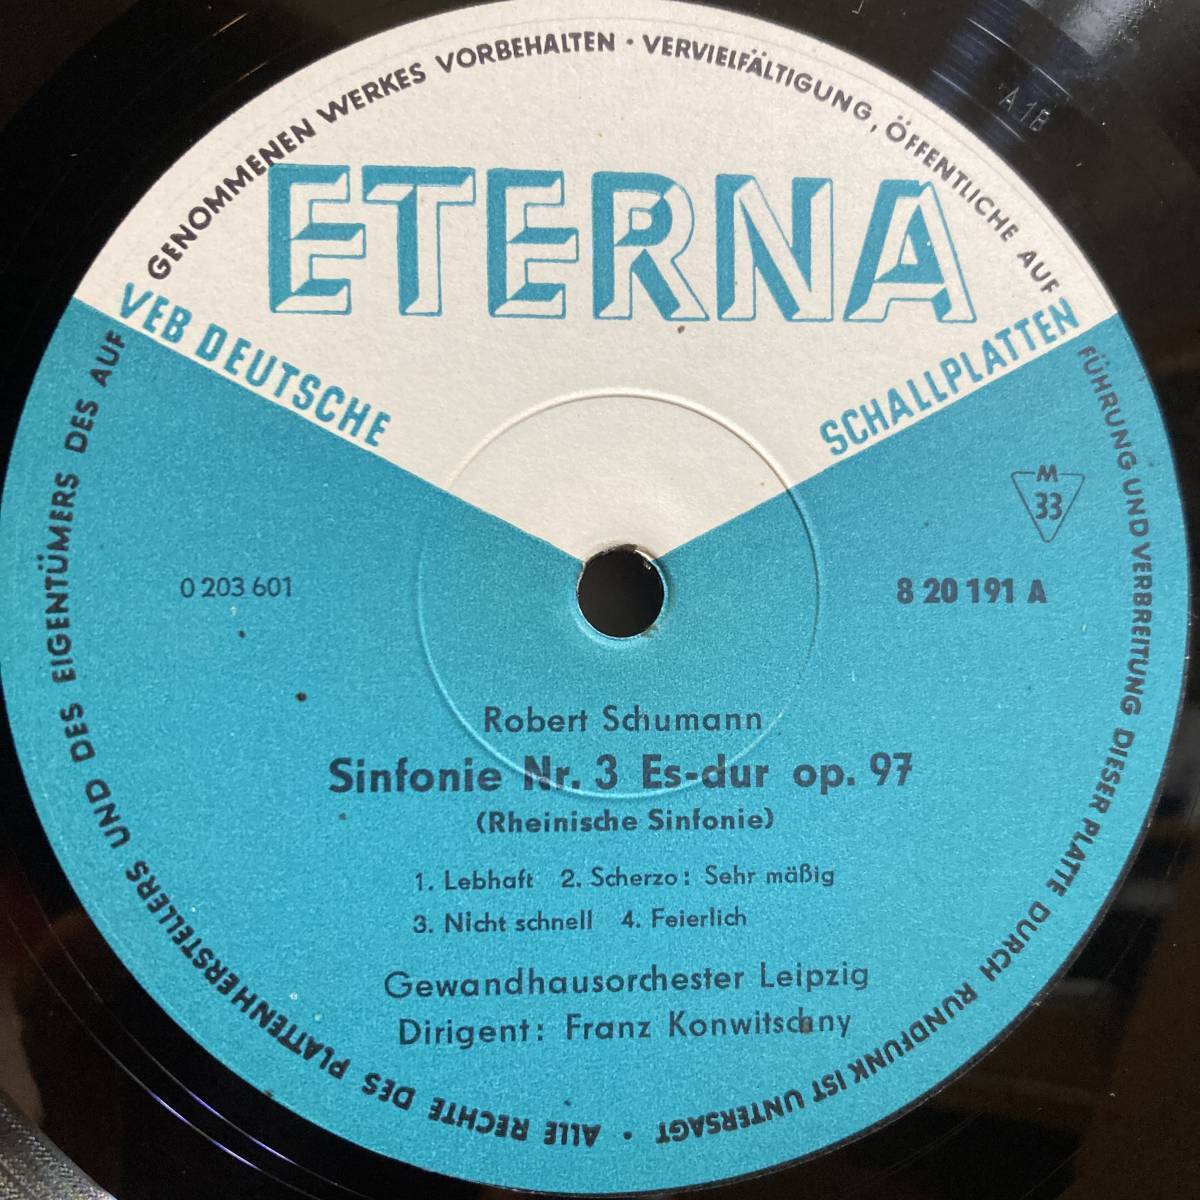 ALLE RECHTE DES PLATTENHERSTELLERS UND DES EIGENTÜMERS DES AUF GENOMMENEN WERKES VORBEHALTEN · VERVIELFÄLTIGUNG, ÖFFENTLICHE AUF FÜHRUNG UND VERBREITUNG DIESER PLATTE DURCH RUNDFUNK IST UNTERSAGT ·
A 1B
ETERNA
VEB DEUTSCHE SCHALLPLATTEN
M
33
0 203 601
8 20 191 A
Robert Schumann
Sinfonie Nr. 3 Es-dur op. 97
(Rheinische Sinfonie)
1. Lebhaft 2. Scherzo: Sehr mäßig
3. Nicht schnell 4. Feierlich
Gewandhausorchester Leipzig
Dirigent: Franz Konwitschny